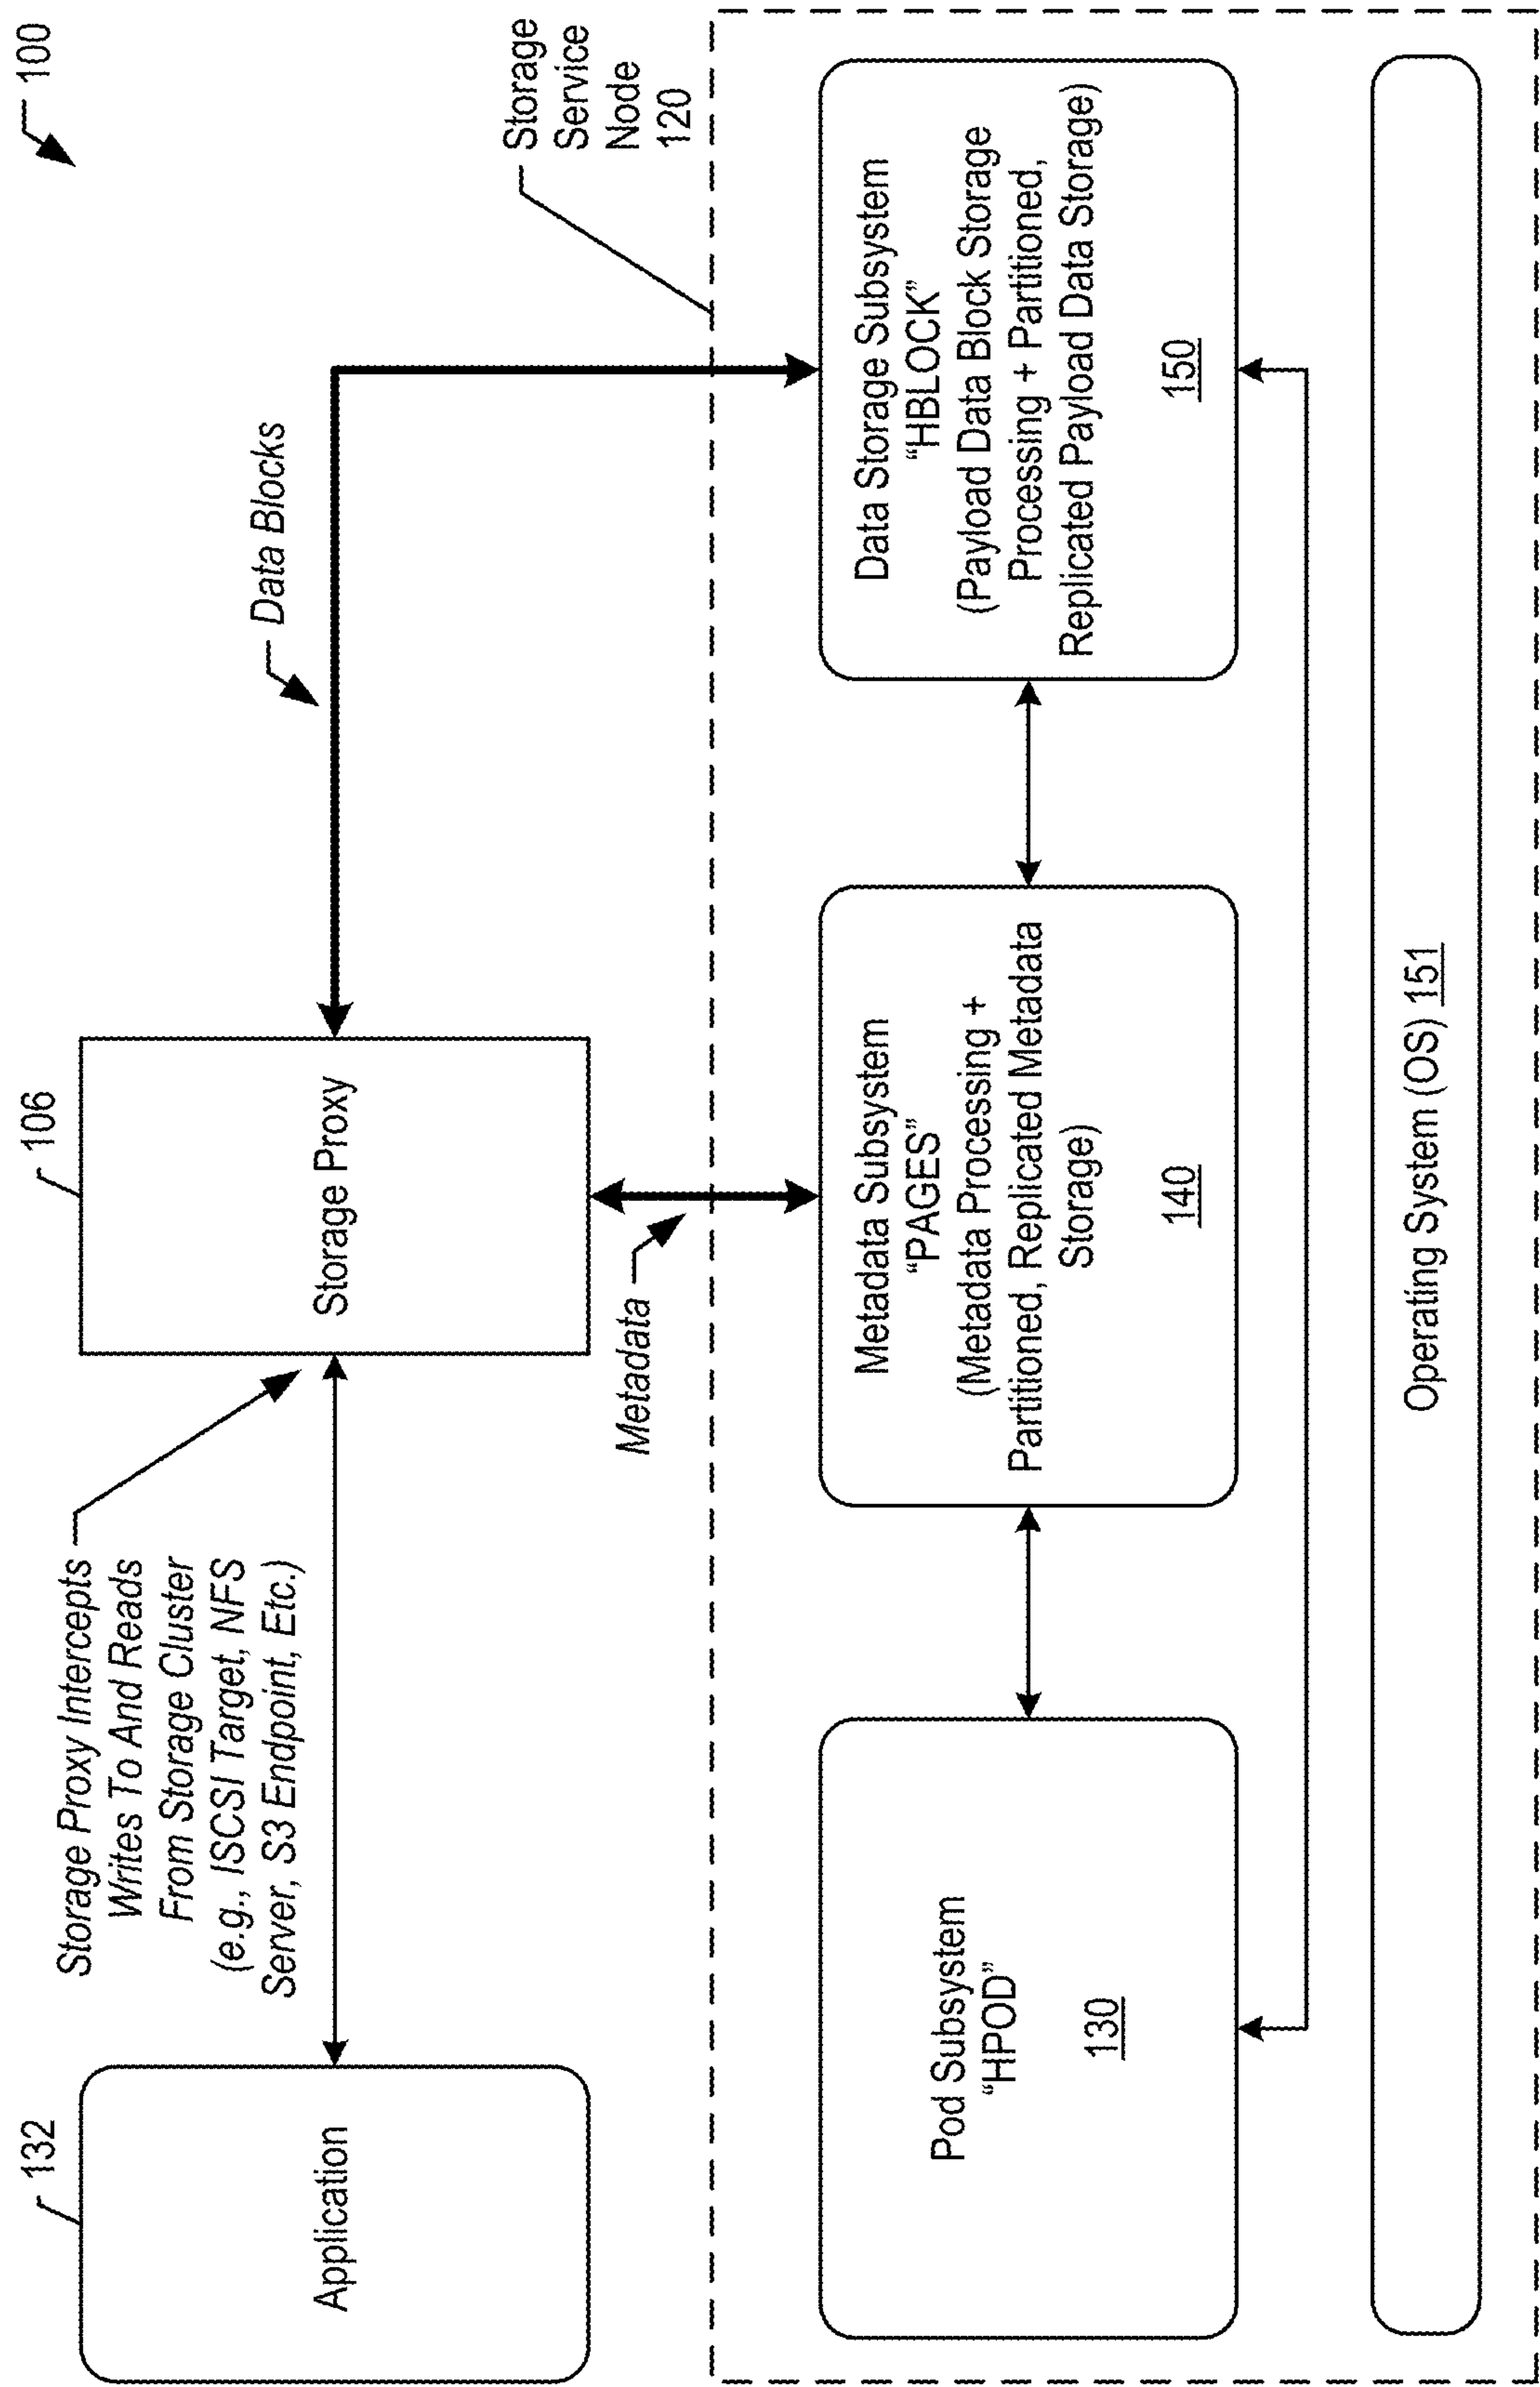 100
132
Application
Storage Proxy Intercepts
Writes To And Reads
From Storage Cluster
(e.g., ISCSI Target, NFS
Server, S3 Endpoint, Etc.)
106
Storage Proxy
Data Blocks
Metadata
Storage
Service
Node
120
Pod Subsystem
“HPOD”
130
Metadata Subsystem
“PAGES”
(Metadata Processing +
Partitioned, Replicated Metadata
Storage)
140
Data Storage Subsystem
“HBLOCK”
(Payload Data Block Storage
Processing + Partitioned,
Replicated Payload Data Storage)
150
Operating System (OS) 151